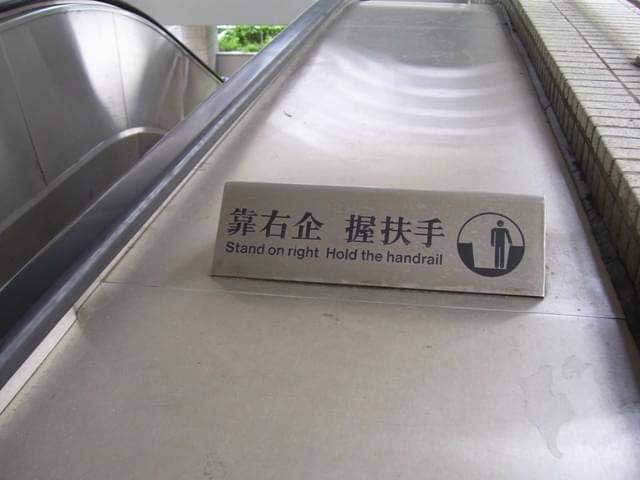 靠右企 握扶手
Stand on right Hold the handrail